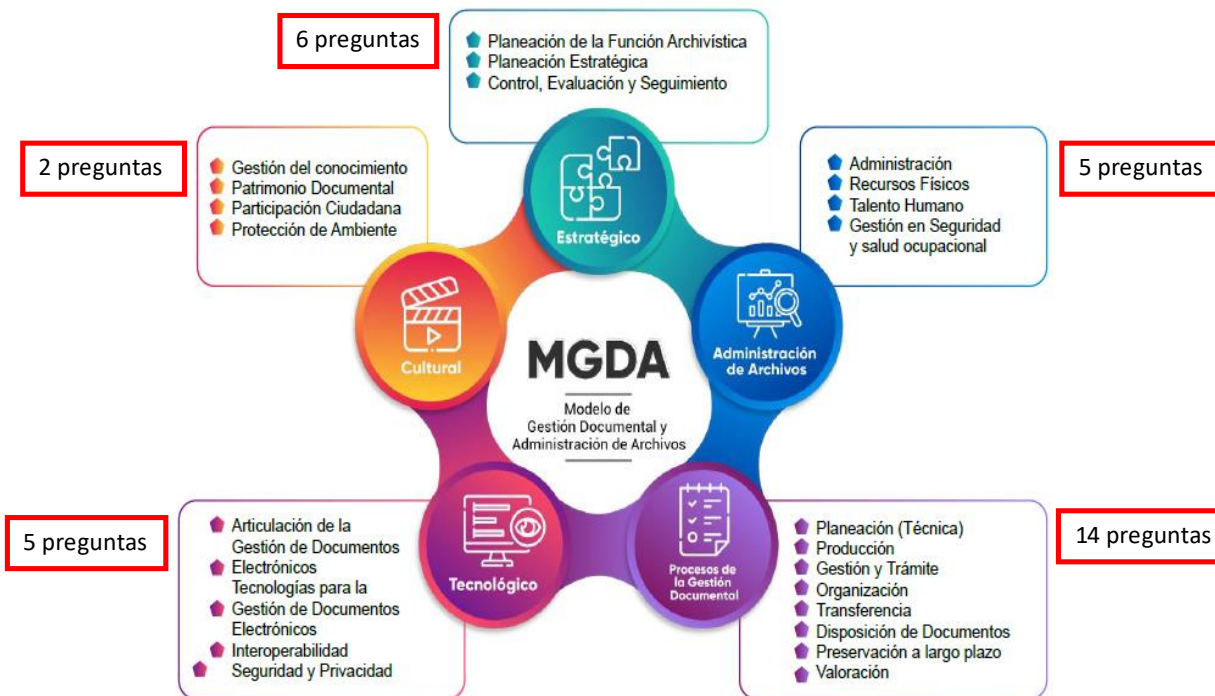 6 preguntas
Planeación de la Función Archivística
Planeación Estratégica
Control, Evaluación y Seguimiento
Estratégico
2 preguntas
Gestión del conocimiento
Patrimonio Documental
Participación Ciudadana
Protección de Ambiente
Cultural
Administración
Recursos Físicos
Talento Humano
Gestión en Seguridad
y salud ocupacional
5 preguntas
Administración
de Archivos
MGDA
Modelo de
Gestión Documental y
Administración de Archivos
5 preguntas
Articulación de la
Gestión de Documentos
Electrónicos
Tecnologías para la
Gestión de Documentos
Electrónicos
Interoperabilidad
Seguridad y Privacidad
Tecnológico
Procesos de
la Gestión
Documental
Planeación (Técnica)
Producción
Gestión y Trámite
Organización
Transferencia
Disposición de Documentos
Preservación a largo plazo
Valoración
14 preguntas